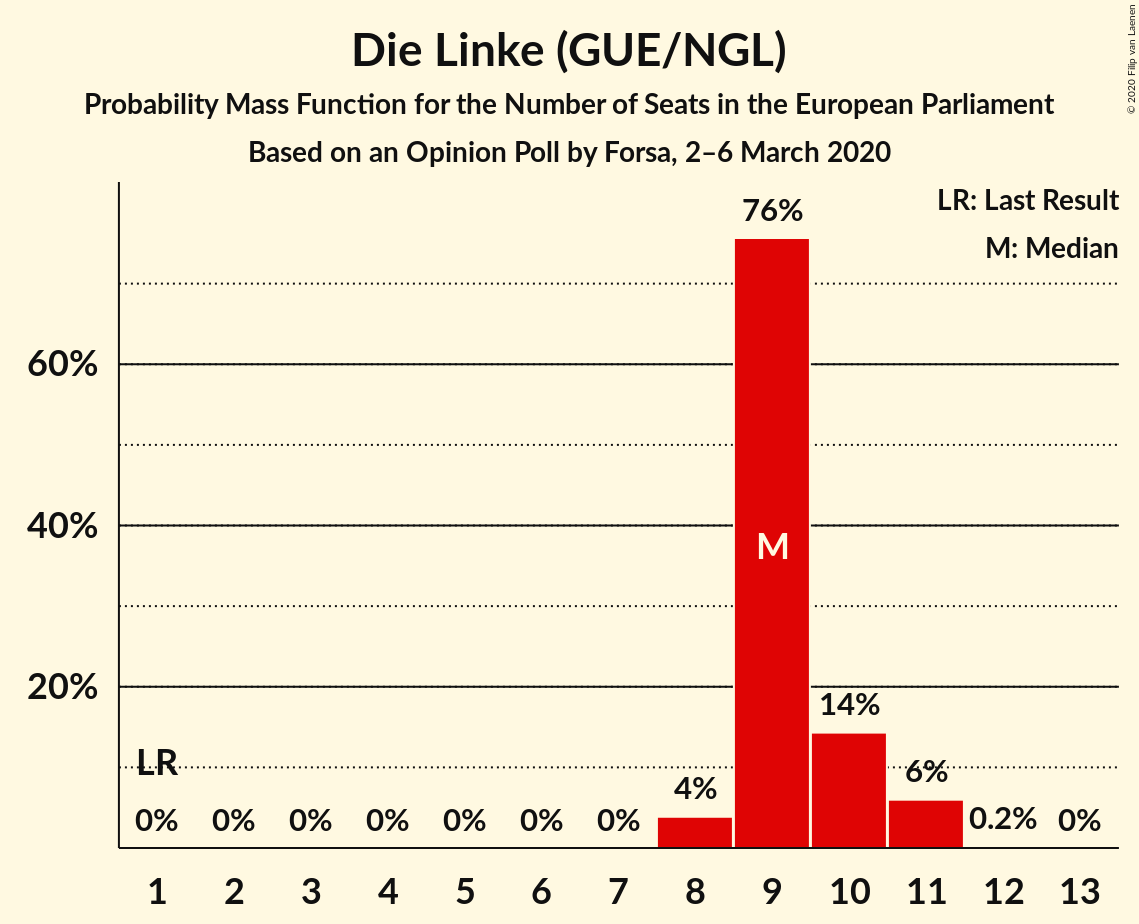 Die Linke (GUE/NGL)
Probability Mass Function for the Number of Seats in the European Parliament
Based on an Opinion Poll by Forsa, 2–6 March 2020
© 2020 Filip van Laenen
LR: Last Result
M: Median
76%
60%
40%
M
20%
14%
LR
6%
4%
0% 0% 0% 0% 0% 0% 0% 0.2% 0%
1 2 3 4 5 6 7 8 9 10 11 12 13